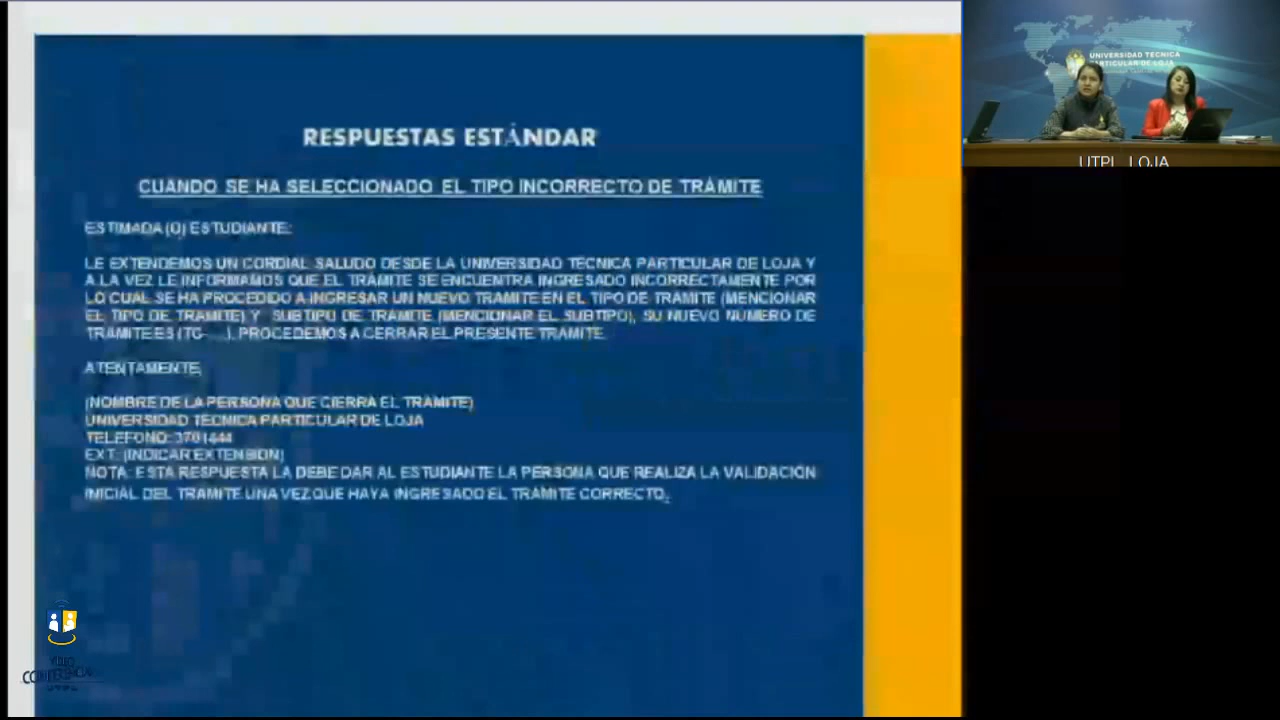 RESPUESTAS ESTÁNDAR
CUANDO SE HA SELECCIONADO EL TIPO INCORRECTO DE TRÁMITE
ESTIMADA (O) ESTUDIANTE:
LE EXTENDEMOS UN CORDIAL SALUDO DESDE LA UNIVERSIDAD TÉCNICA PARTICULAR DE LOJA Y
A LA VEZ LE INFORMAMOS QUE EL TRÁMITE SE ENCUENTRA INGRESADO INCORRECTAMENTE POR
LO CUAL SE HA PROCEDIDO A INGRESAR UN NUEVO TRÁMITE EN EL TIPO DE TRÁMITE (MENCIONAR
EL TIPO DE TRÁMITE) Y SUBTIPO DE TRÁMITE (MENCIONAR EL SUBTIPO), SU NUEVO NÚMERO DE
TRÁMITE ES (TC-....). PROCEDEMOS A CERRAR EL PRESENTE TRÁMITE.
ATENTAMENTE,
(NOMBRE DE LA PERSONA QUE CIERRA EL TRÁMITE)
UNIVERSIDAD TÉCNICA PARTICULAR DE LOJA
TELÉFONO: 3701444
EXT: (INDICAR EXTENSIÓN)
NOTA: ESTA RESPUESTA LA DEBE DAR AL ESTUDIANTE LA PERSONA QUE REALIZA LA VALIDACIÓN
INICIAL DEL TRÁMITE UNA VEZ QUE HAYA INGRESADO EL TRÁMITE CORRECTO.
UNIVERSIDAD TÉCNICA
PARTICULAR DE LOJA
UTPL LOJA